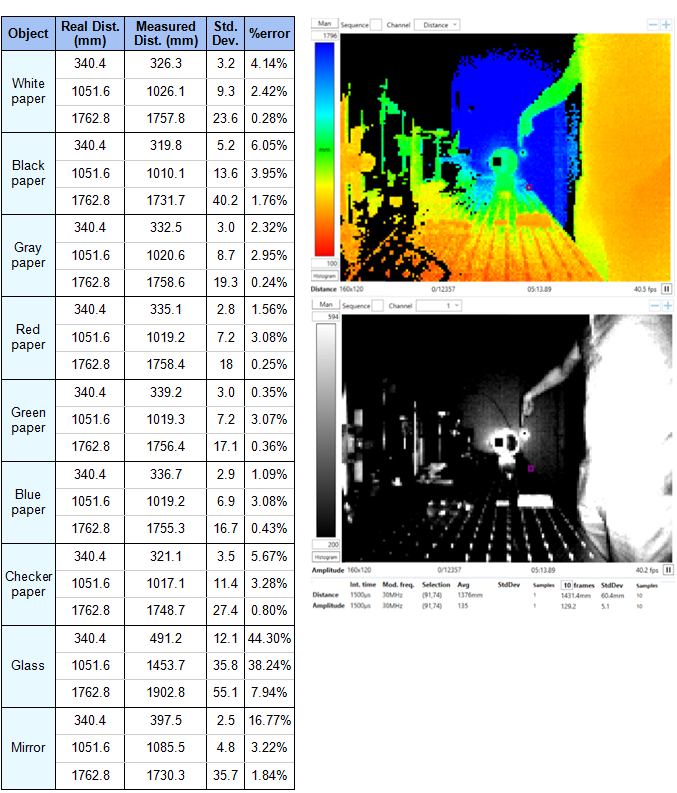 Object Real Dist. (mm) Measured Dist. (mm) Std. Dev. %error
White paper 340.4 326.3 3.2 4.14%
1051.6 1026.1 9.3 2.42%
1762.8 1757.8 23.6 0.28%
Black paper 340.4 319.8 5.2 6.05%
1051.6 1010.1 13.6 3.95%
1762.8 1731.7 40.2 1.76%
Gray paper 340.4 332.5 3.0 2.32%
1051.6 1020.6 8.7 2.95%
1762.8 1758.6 19.3 0.24%
Red paper 340.4 335.1 2.8 1.56%
1051.6 1019.2 7.2 3.08%
1762.8 1758.4 18 0.25%
Green paper 340.4 339.2 3.0 0.35%
1051.6 1019.3 7.2 3.07%
1762.8 1756.4 17.1 0.36%
Blue paper 340.4 336.7 2.9 1.09%
1051.6 1019.2 6.9 3.08%
1762.8 1755.3 16.7 0.43%
Checker paper 340.4 321.1 3.5 5.67%
1051.6 1017.1 11.4 3.28%
1762.8 1748.7 27.4 0.80%
Glass 340.4 491.2 12.1 44.30%
1051.6 1453.7 35.8 38.24%
1762.8 1902.8 55.1 7.94%
Mirror 340.4 397.5 2.5 16.77%
1051.6 1085.5 4.8 3.22%
1762.8 1730.3 35.7 1.84%
Man Sequence Channel Distance
1796
mm
100
Histogram
Distance 160x120 0/12357 05:13.89 40.5 fps
Man Sequence Channel 1
594
200
Histogram
Amplitude 160x120 0/12357 05:13.89 40.2 fps
Int. time Mod. freq. Selection Avg StdDev Samples 10 frames StdDev Samples
Distance 1500µs 30MHz (91,74) 1376mm 1 1431.4mm 60.4mm 10
Amplitude 1500µs 30MHz (91,74) 135 1 129.2 5.1 10